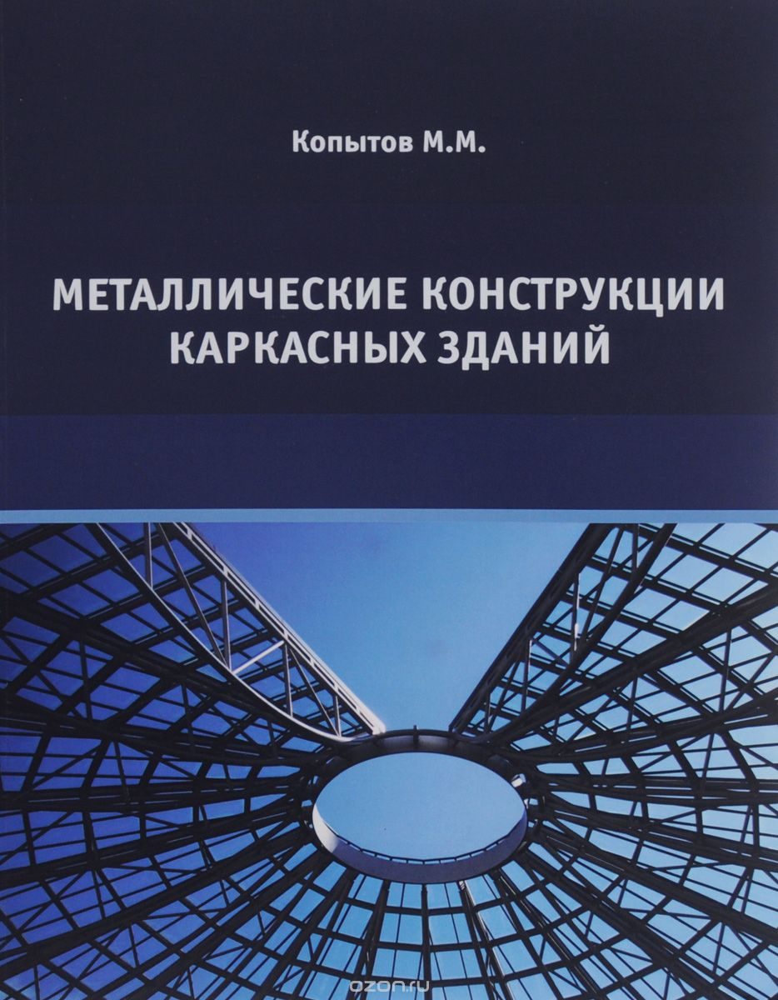 Копытов М.М.
МЕТАЛЛИЧЕСКИЕ КОНСТРУКЦИИ
КАРКАСНЫХ ЗДАНИЙ
ozon.ru